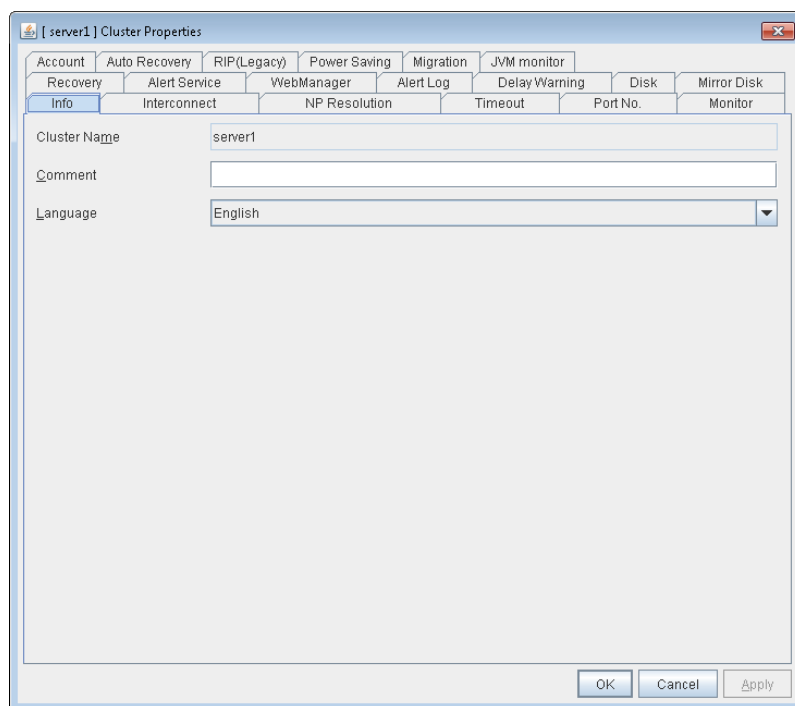 [ server1 ] Cluster Properties
Account Auto Recovery RIP(Legacy) Power Saving Migration JVM monitor
Recovery Alert Service WebManager Alert Log Delay Warning Disk Mirror Disk
Info Interconnect NP Resolution Timeout Port No. Monitor
Cluster Name server1
Comment
Language English
OK Cancel Apply